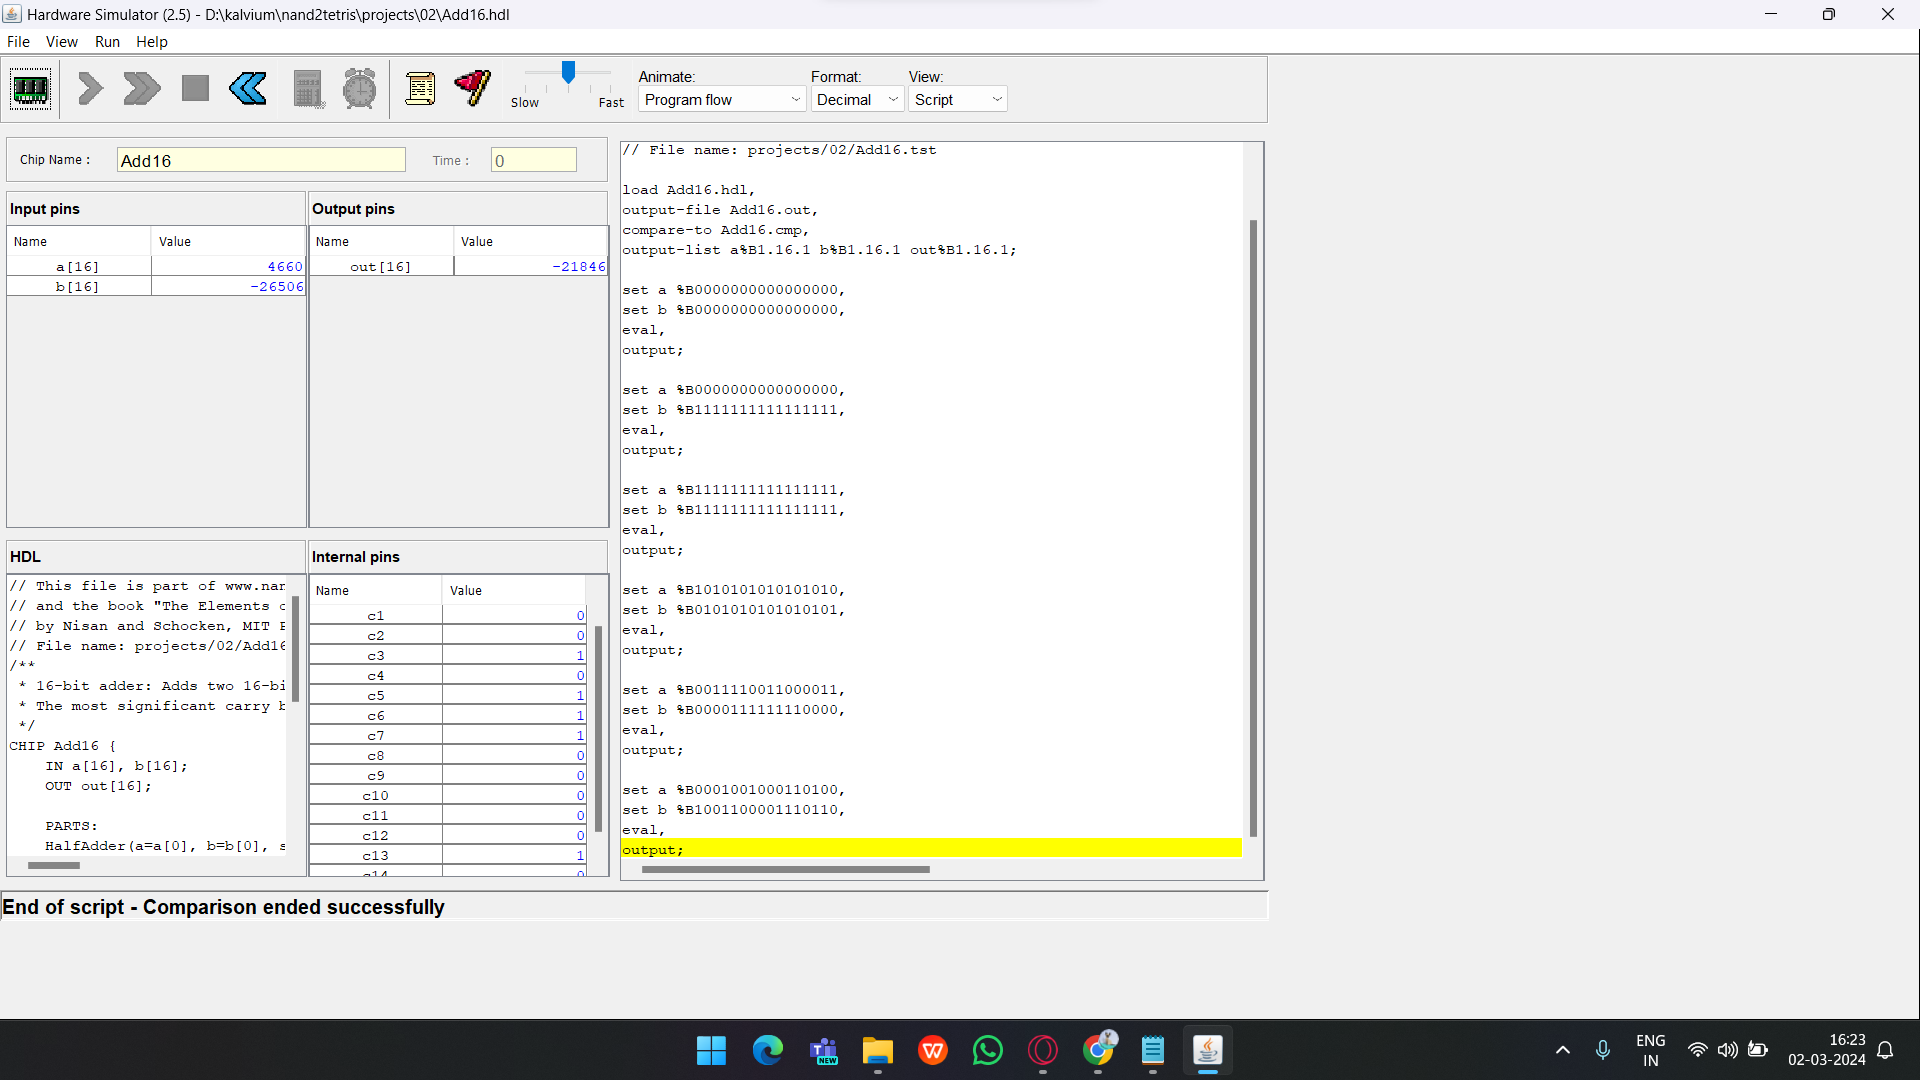 Hardware Simulator (2.5) - D:\kalvium\nand2tetris\projects\02\Add16.hdl
File View Run Help
Slow Fast
Animate: Format: View:
Program flow Decimal Script
Chip Name : Add16 Time : 0
Input pins
Name Value
a[16] 4660
b[16] -26506
Output pins
Name Value
out[16] -21846
HDL
// This file is part of www.nan
// and the book "The Elements
// by Nisan and Schocken, MIT
// File name: projects/02/Add16
/**
* 16-bit adder: Adds two 16-bi
* The most significant carry b
*/
CHIP Add16 {
IN a[16], b[16];
OUT out[16];
PARTS:
HalfAdder(a=a[0], b=b[0], s
Internal pins
Name Value
c1 0
c2 0
c3 1
c4 0
c5 1
c6 1
c7 1
c8 0
c9 0
c10 0
c11 0
c12 0
c13 1
c14 0
// File name: projects/02/Add16.tst
load Add16.hdl,
output-file Add16.out,
compare-to Add16.cmp,
output-list a%B1.16.1 b%B1.16.1 out%B1.16.1;
set a %B0000000000000000,
set b %B0000000000000000,
eval,
output;
set a %B0000000000000000,
set b %B1111111111111111,
eval,
output;
set a %B1111111111111111,
set b %B1111111111111111,
eval,
output;
set a %B1010101010101010,
set b %B0101010101010101,
eval,
output;
set a %B0011110011000011,
set b %B0000111111110000,
eval,
output;
set a %B0001001000110100,
set b %B1001100001110110,
eval,
output;
End of script - Comparison ended successfully
NEW
ENG
IN
16:23
02-03-2024